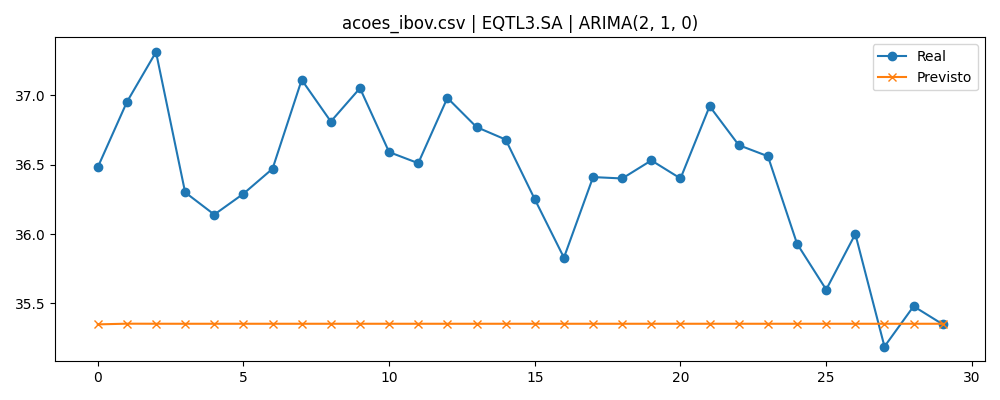 acoes_ibov.csv | EQTL3.SA | ARIMA(2, 1, 0)
Real
Previsto
37.0
36.5
36.0
35.5
0 5 10 15 20 25 30